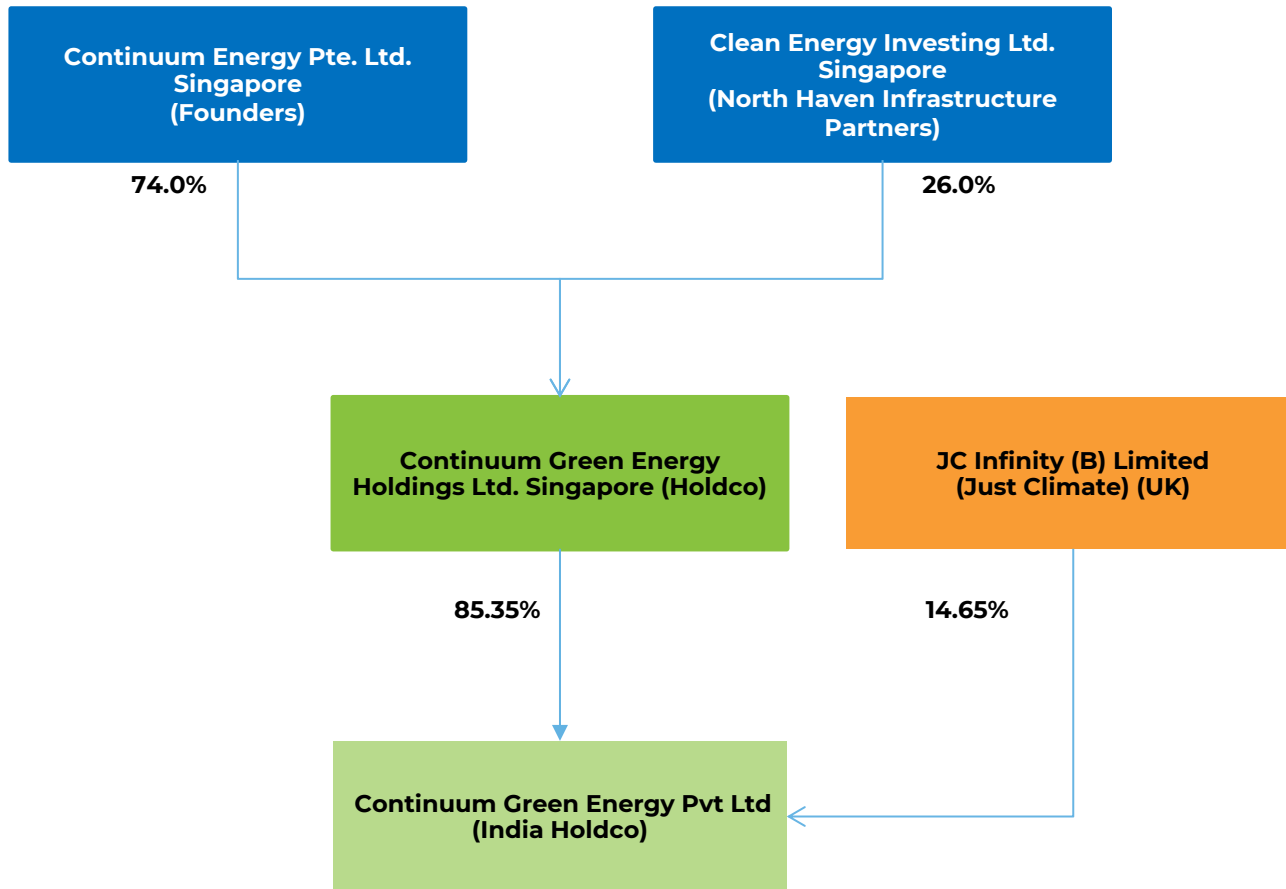 Continuum Energy Pte. Ltd.
Singapore
(Founders)
Clean Energy Investing Ltd.
Singapore
(North Haven Infrastructure
Partners)
74.0%
26.0%
Continuum Green Energy
Holdings Ltd. Singapore (Holdco)
JC Infinity (B) Limited
(Just Climate) (UK)
85.35%
14.65%
Continuum Green Energy Pvt Ltd
(India Holdco)